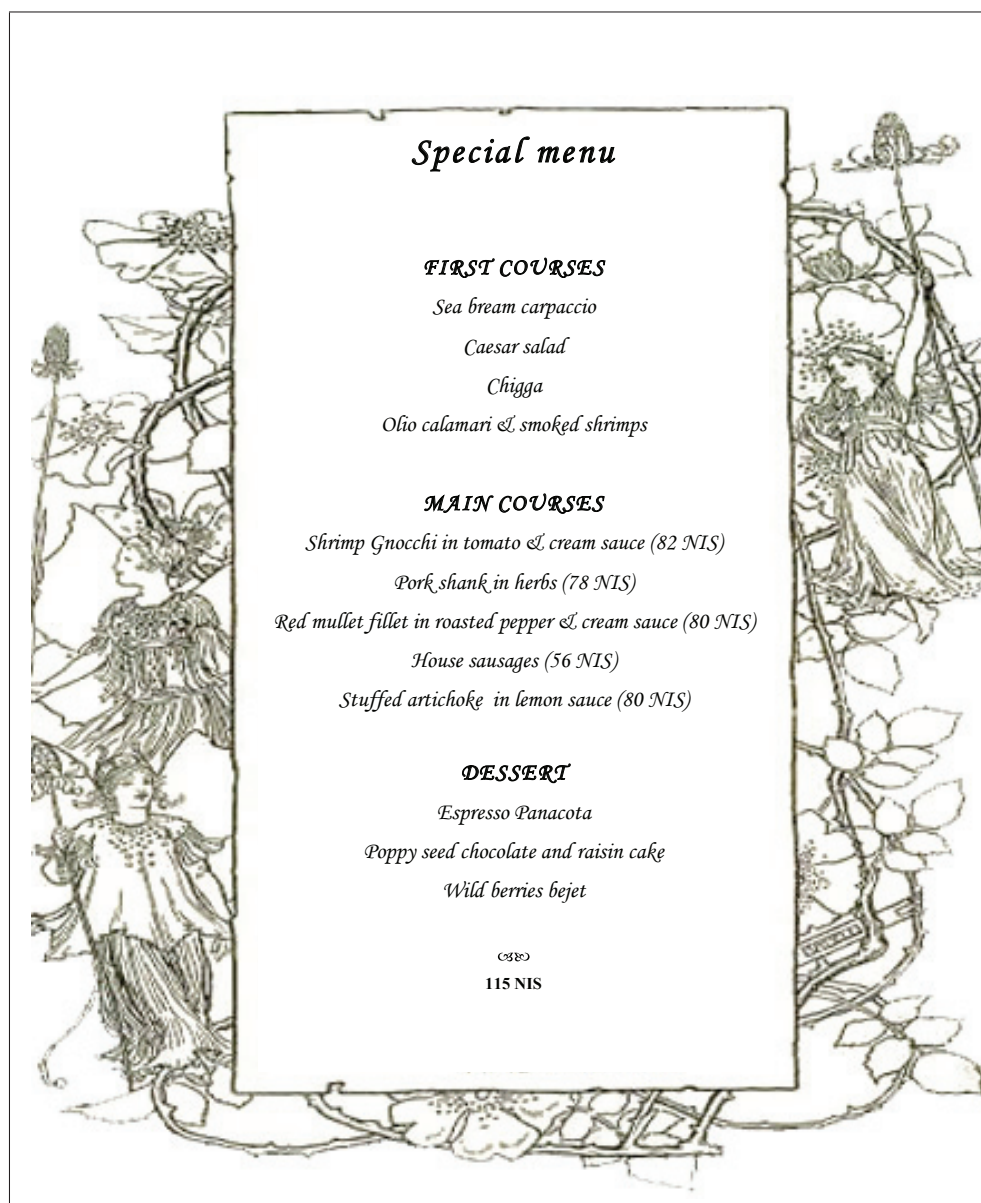 Special menu
FIRST COURSES
Sea bream carpaccio
Caesar salad
Chigga
Olio calamari & smoked shrimps
MAIN COURSES
Shrimp Gnocchi in tomato & cream sauce (82 NIS)
Pork shank in herbs (78 NIS)
Red mullet fillet in roasted pepper & cream sauce (80 NIS)
House sausages (56 NIS)
Stuffed artichoke in lemon sauce (80 NIS)
DESSERT
Espresso Panacota
Poppy seed chocolate and raisin cake
Wild berries bejet
115 NIS